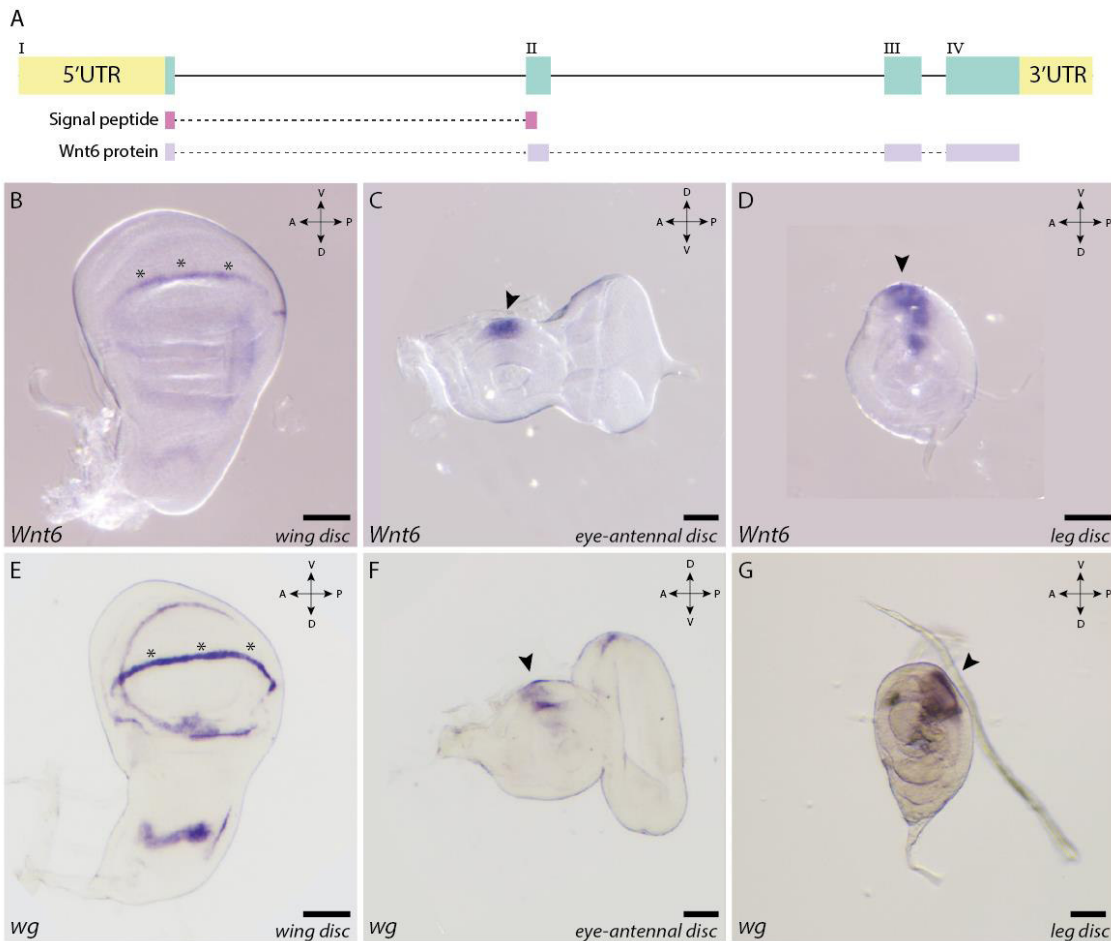 A
I II III IV
5'UTR 3'UTR
Signal peptide
Wnt6 protein
B * * * V A P D Wnt6 wing disc
C D A P V Wnt6 eye-antennal disc
D V A P D Wnt6 leg disc
E * * * V A P D wg wing disc
F D A P V wg eye-antennal disc
G V A P D wg leg disc